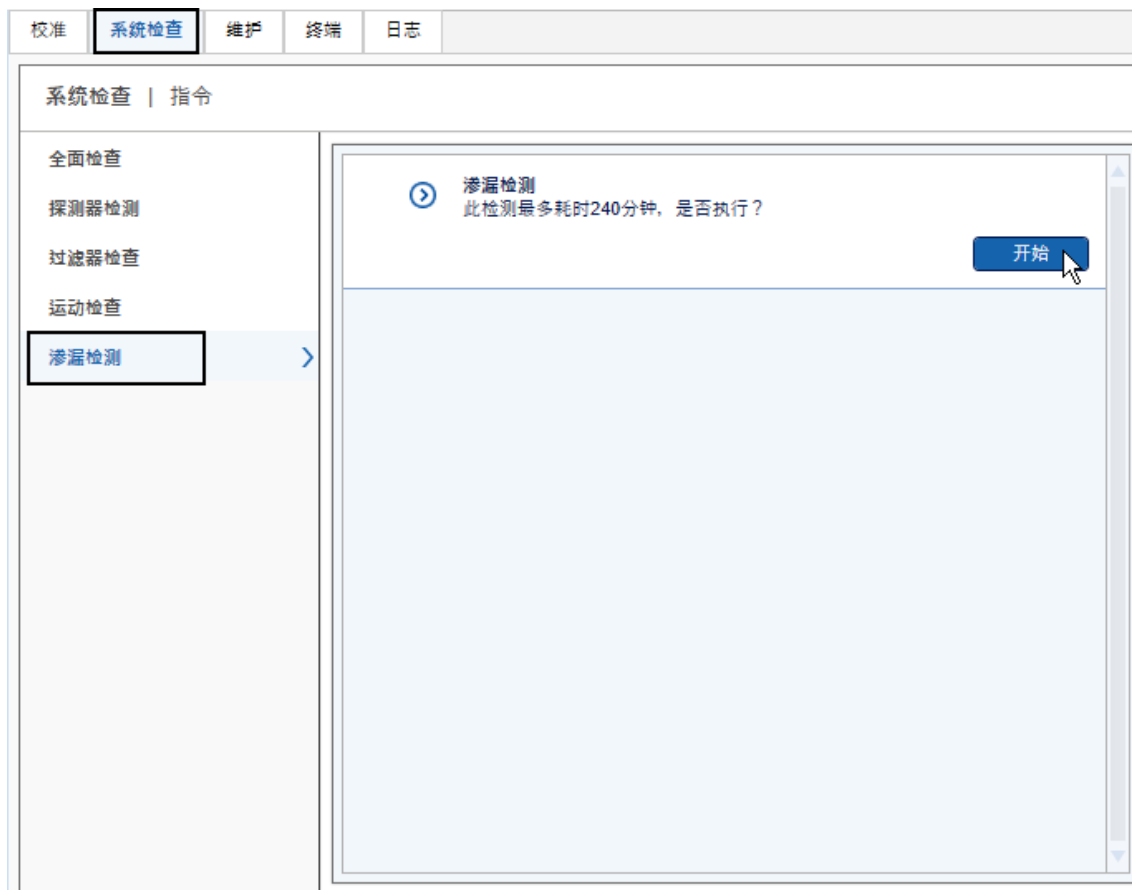 校准 系统检查 维护 终端 日志
系统检查 | 指令
全面检查
探测器检测
过滤器检查
运动检查
渗漏检测
渗漏检测
此检测最多耗时240分钟，是否执行？
开始